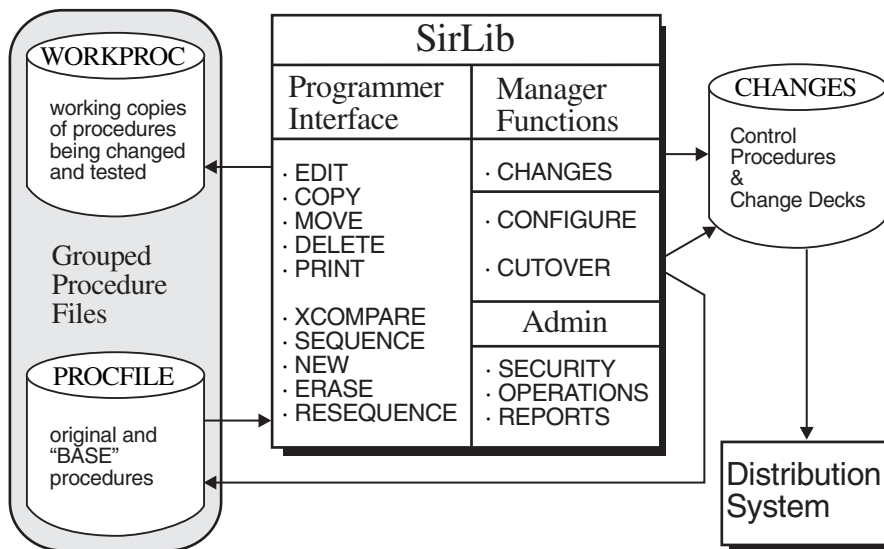 WORKPROC
working copies
of procedures
being changed
and tested
Grouped
Procedure
Files
PROCFILE
original and
“BASE”
procedures
SirLib
Programmer
Interface
· EDIT
· COPY
· MOVE
· DELETE
· PRINT
· XCOMPARE
· SEQUENCE
· NEW
· ERASE
· RESEQUENCE
Manager
Functions
· CHANGES
· CONFIGURE
· CUTOVER
Admin
· SECURITY
· OPERATIONS
· REPORTS
CHANGES
Control
Procedures
&
Change Decks
Distribution
System